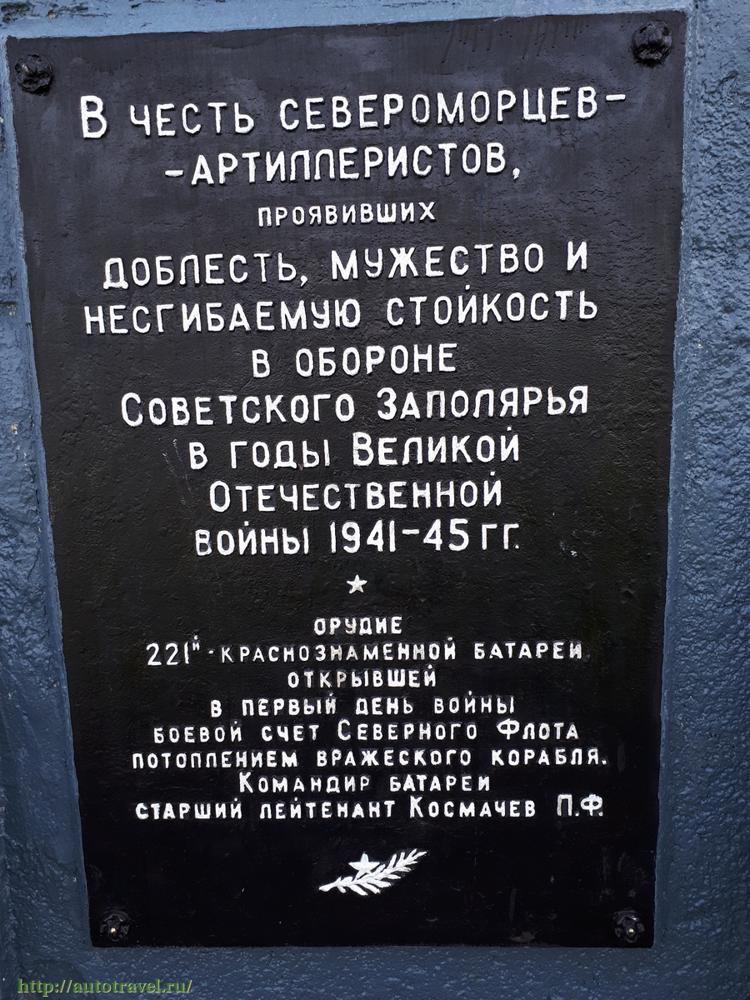 В ЧЕСТЬ СЕВЕРОМОРЦЕВ-
-АРТИЛЛЕРИСТОВ,
ПРОЯВИВШИХ
ДОБЛЕСТЬ, МУЖЕСТВО И
НЕСГИБАЕМУЮ СТОЙКОСТЬ
В ОБОРОНЕ
СОВЕТСКОГО ЗАПОЛЯРЬЯ
В ГОДЫ ВЕЛИКОЙ
ОТЕЧЕСТВЕННОЙ
ВОЙНЫ 1941-45 ГГ.
ОРУДИЕ
221Й · КРАСНОЗНАМЕННОЙ БАТАРЕИ,
ОТКРЫВШЕЙ
В ПЕРВЫЙ ДЕНЬ ВОЙНЫ
БОЕВОЙ СЧЕТ СЕВЕРНОГО ФЛОТА
ПОТОПЛЕНИЕМ ВРАЖЕСКОГО КОРАБЛЯ.
КОМАНДИР БАТАРЕИ
СТАРШИЙ ЛЕЙТЕНАНТ КОСМАЧЕВ П.Ф.
http://autotravel.ru/